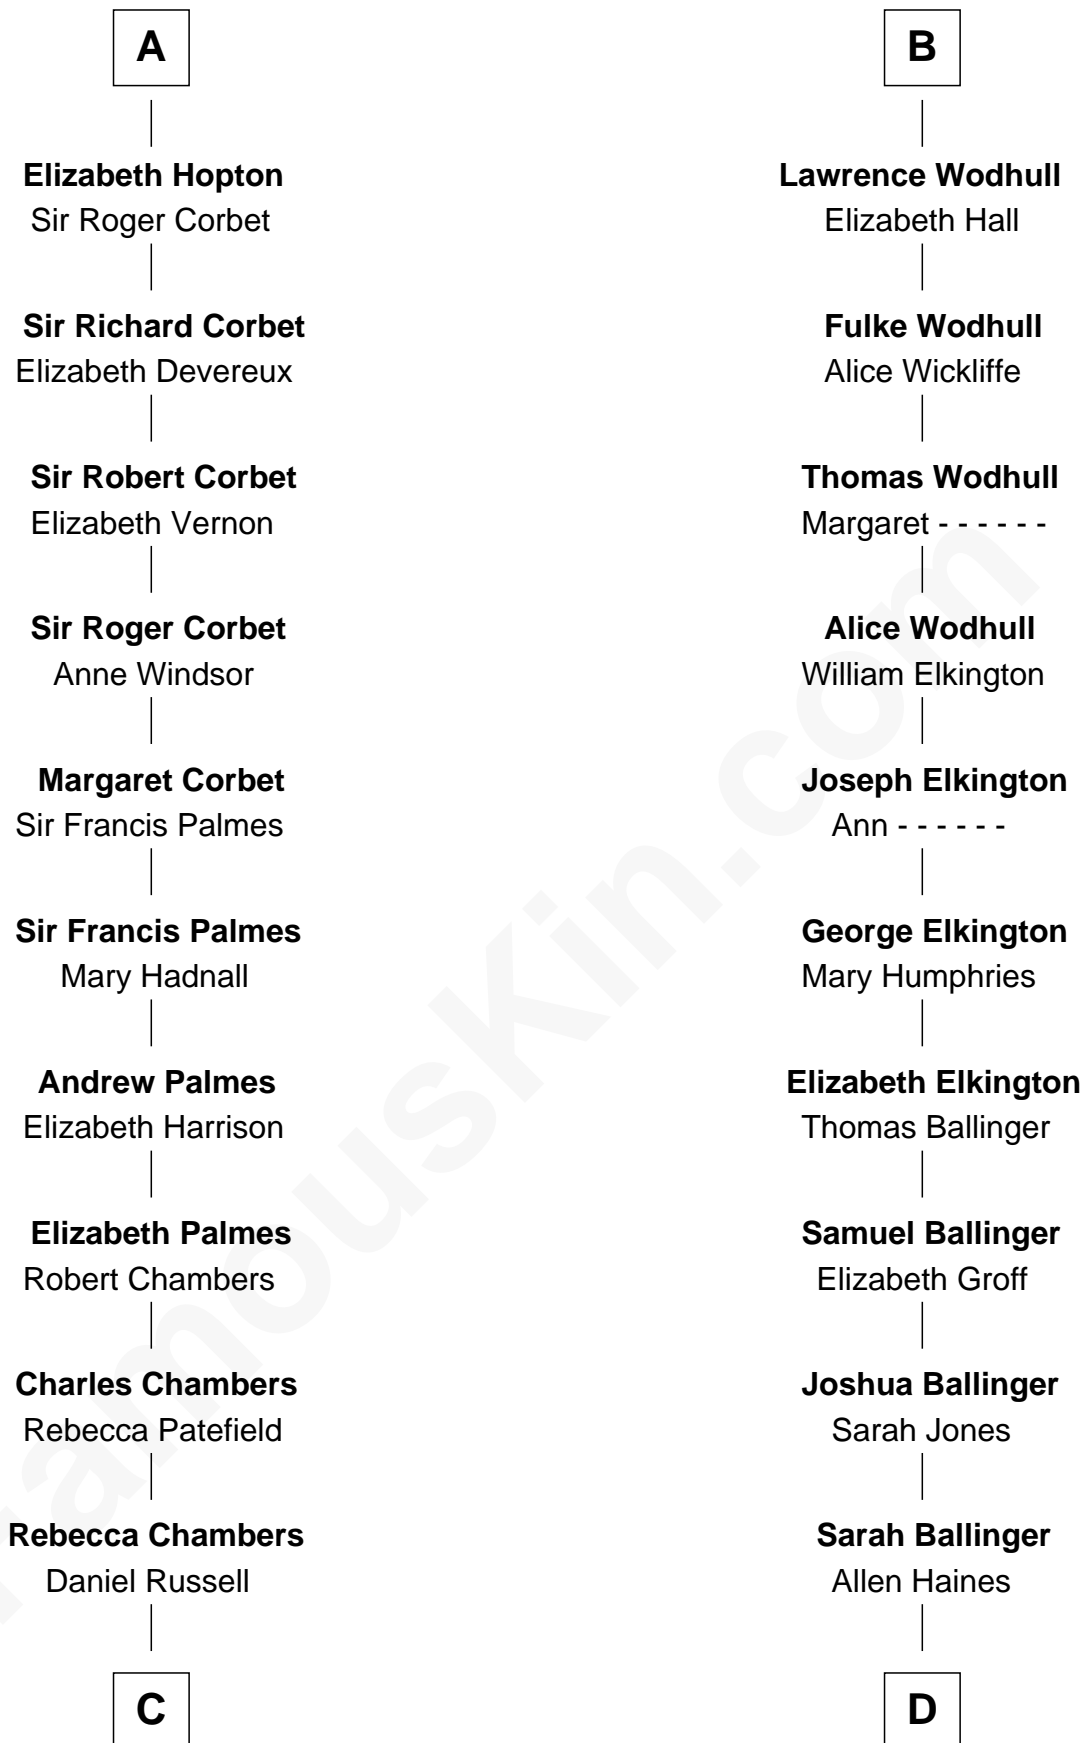 A
Elizabeth Hopton
Sir Roger Corbet
Sir Richard Corbet
Elizabeth Devereux
Sir Robert Corbet
Elizabeth Vernon
Sir Roger Corbet
Anne Windsor
Margaret Corbet
Sir Francis Palmes
Sir Francis Palmes
Mary Hadnall
Andrew Palmes
Elizabeth Harrison
Elizabeth Palmes
Robert Chambers
Charles Chambers
Rebecca Patefield
Rebecca Chambers
Daniel Russell
C
B
Lawrence Wodhull
Elizabeth Hall
Fulke Wodhull
Alice Wickliffe
Thomas Wodhull
Margaret - - - - - -
Alice Wodhull
William Elkington
Joseph Elkington
Ann - - - - - -
George Elkington
Mary Humphries
Elizabeth Elkington
Thomas Ballinger
Samuel Ballinger
Elizabeth Groff
Joshua Ballinger
Sarah Jones
Sarah Ballinger
Allen Haines
D
FamousKin.com